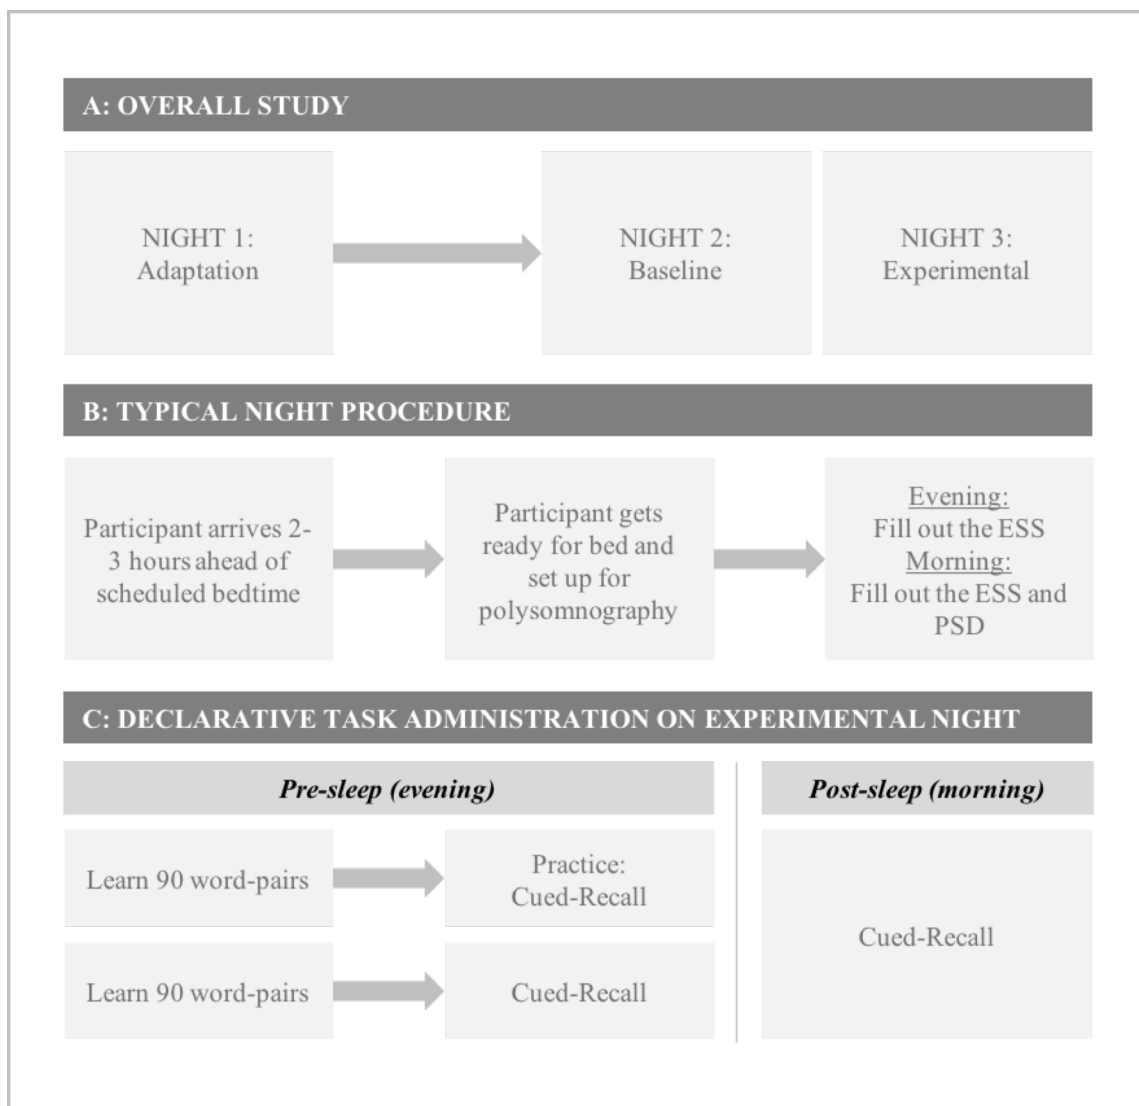 A: OVERALL STUDY
NIGHT 1:
Adaptation
NIGHT 2:
Baseline
NIGHT 3:
Experimental
B: TYPICAL NIGHT PROCEDURE
Participant arrives 2-
3 hours ahead of
scheduled bedtime
Participant gets
ready for bed and
set up for
polysomnography
Evening:
Fill out the ESS
Morning:
Fill out the ESS and
PSD
C: DECLARATIVE TASK ADMINISTRATION ON EXPERIMENTAL NIGHT
Pre-sleep (evening)
Post-sleep (morning)
Learn 90 word-pairs
Practice:
Cued-Recall
Learn 90 word-pairs
Cued-Recall
Cued-Recall